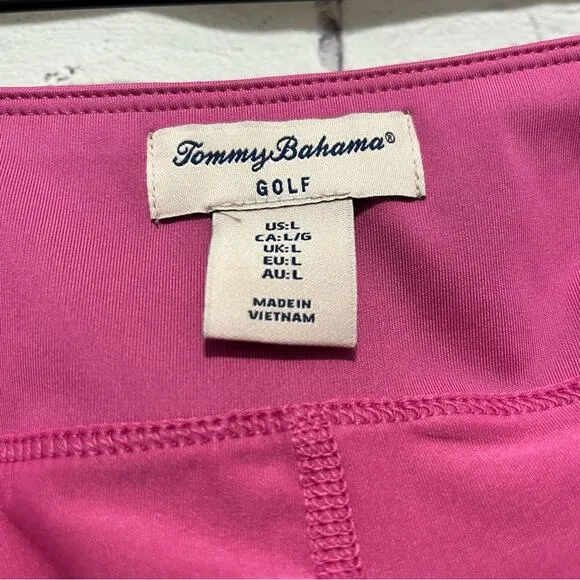 Tommy Bahama®
GOLF
US:L
CA:L/G
UK:L
EU:L
AU:L
MADE IN
VIETNAM